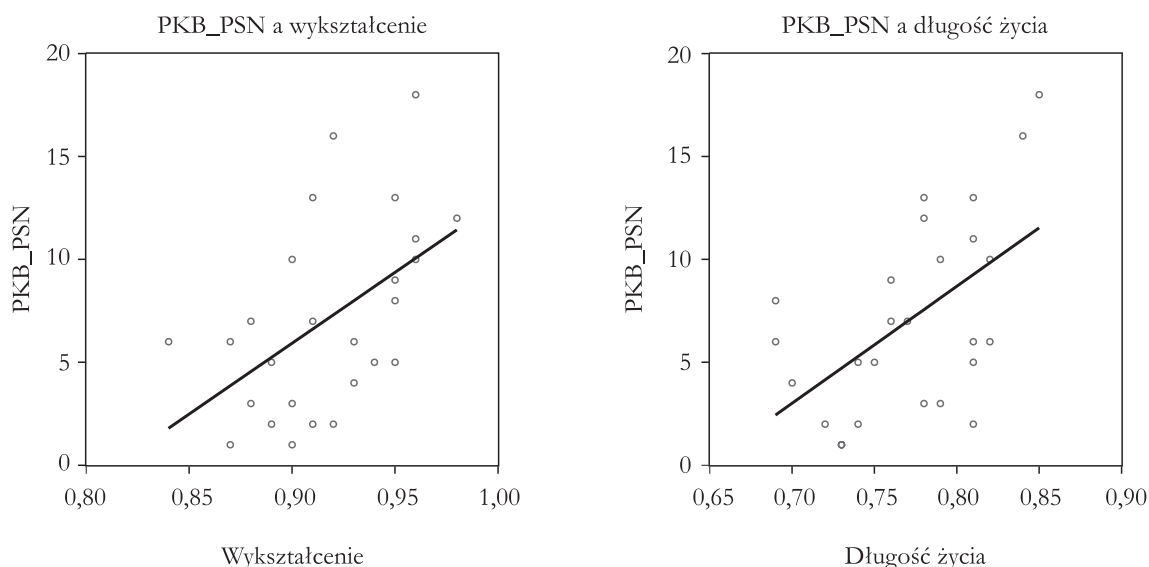 PKB_PSN a wykształcenie
20
15
10
5
0
PKB_PSN
0,80 0,85 0,90 0,95 1,00
Wykształcenie
PKB_PSN a długość życia
20
15
10
5
0
PKB_PSN
0,65 0,70 0,75 0,80 0,85 0,90
Długość życia